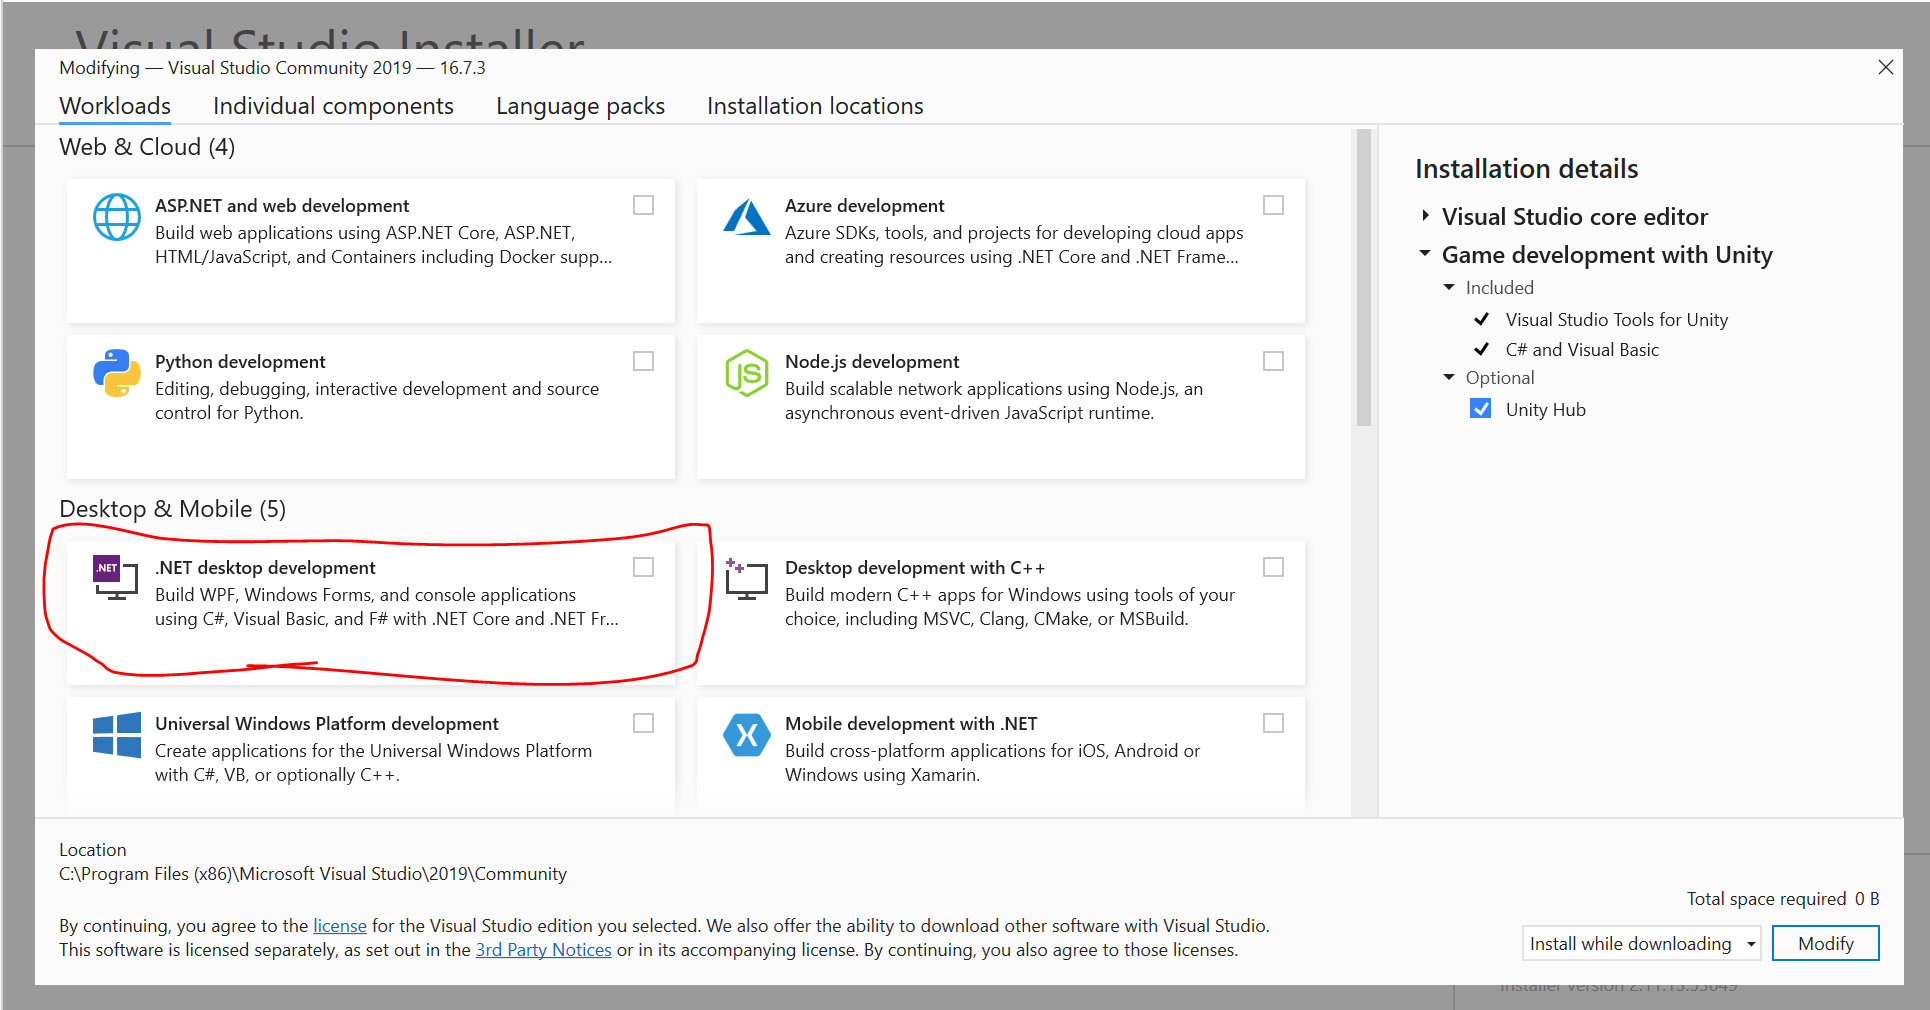 Visual Studio Installer
Modifying — Visual Studio Community 2019 — 16.7.3
Workloads
Individual components
Language packs
Installation locations
Web & Cloud (4)
ASP.NET and web development
Build web applications using ASP.NET Core, ASP.NET,
HTML/JavaScript, and Containers including Docker supp...
Azure development
Azure SDKs, tools, and projects for developing cloud apps
and creating resources using .NET Core and .NET Frame...
Python development
Editing, debugging, interactive development and source
control for Python.
JS
Node.js development
Build scalable network applications using Node.js, an
asynchronous event-driven JavaScript runtime.
Desktop & Mobile (5)
.NET
.NET desktop development
Build WPF, Windows Forms, and console applications
using C#, Visual Basic, and F# with .NET Core and .NET Fr...
Desktop development with C++
Build modern C++ apps for Windows using tools of your
choice, including MSVC, Clang, CMake, or MSBuild.
Universal Windows Platform development
Create applications for the Universal Windows Platform
with C#, VB, or optionally C++.
Mobile development with .NET
Build cross-platform applications for iOS, Android or
Windows using Xamarin.
Installation details
Visual Studio core editor
Game development with Unity
Included
Visual Studio Tools for Unity
C# and Visual Basic
Optional
Unity Hub
Location
C:\Program Files (x86)\Microsoft Visual Studio\2019\Community
By continuing, you agree to the license for the Visual Studio edition you selected. We also offer the ability to download other software with Visual Studio.
This software is licensed separately, as set out in the 3rd Party Notices or in its accompanying license. By continuing, you also agree to those licenses.
Total space required 0 B
Install while downloading
Modify
Installer version